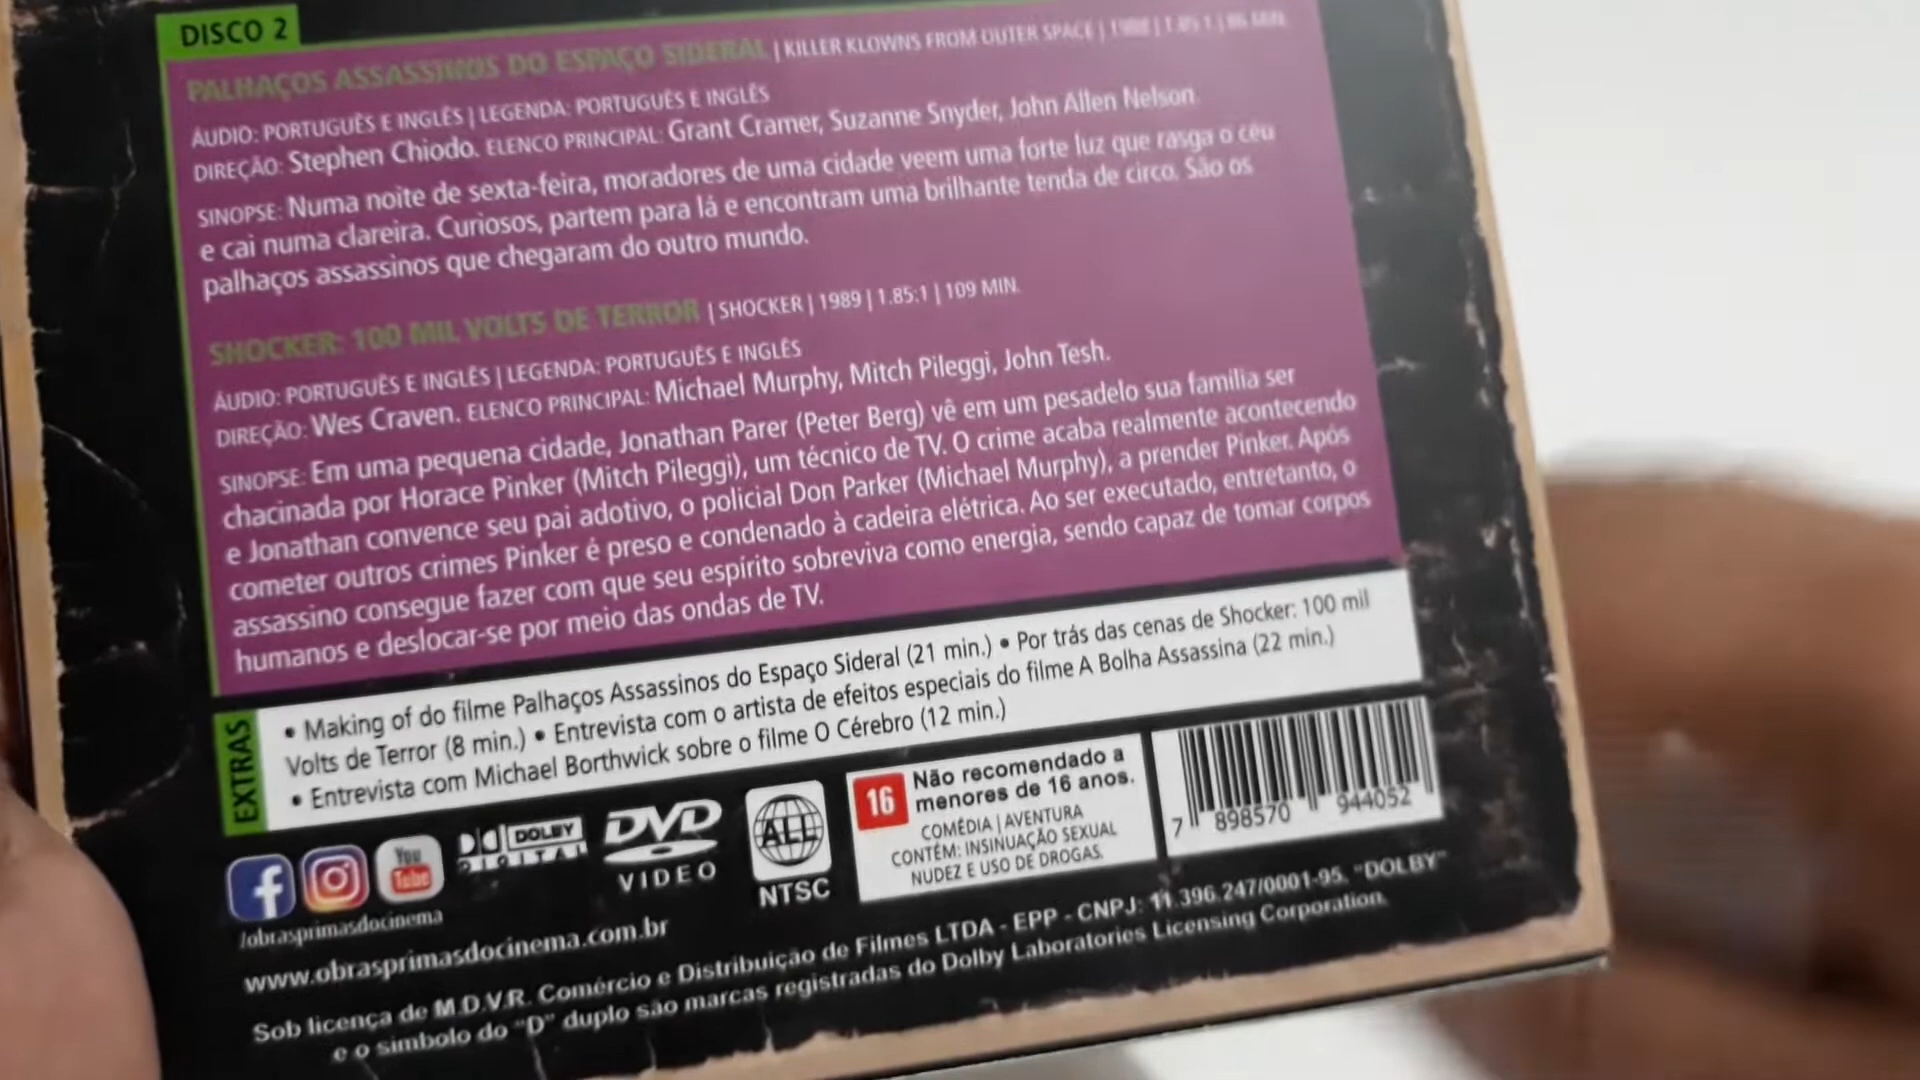 DISCO 2
PALHAÇOS ASSASSINOS DO ESPAÇO SIDERAL | KILLER KLOWNS FROM OUTER SPACE | 1988 | 1.85:1 | 86 MIN.
ÁUDIO: PORTUGUÊS E INGLÊS | LEGENDA: PORTUGUÊS E INGLÊS
DIREÇÃO: Stephen Chiodo. ELENCO PRINCIPAL: Grant Cramer, Suzanne Snyder, John Allen Nelson.
SINOPSE: Numa noite de sexta-feira, moradores de uma cidade veem uma forte luz que rasga o céu
e cai numa clareira. Curiosos, partem para lá e encontram uma brilhante tenda de circo. São os
palhaços assassinos que chegaram do outro mundo.
SHOCKER: 100 MIL VOLTS DE TERROR | SHOCKER | 1989 | 1.85:1 | 109 MIN.
ÁUDIO: PORTUGUÊS E INGLÊS | LEGENDA: PORTUGUÊS E INGLÊS
DIREÇÃO: Wes Craven. ELENCO PRINCIPAL: Michael Murphy, Mitch Pileggi, John Tesh.
SINOPSE: Em uma pequena cidade, Jonathan Parer (Peter Berg) vê em um pesadelo sua família ser
chacinada por Horace Pinker (Mitch Pileggi), um técnico de TV. O crime acaba realmente acontecendo
e Jonathan convence seu pai adotivo, o policial Don Parker (Michael Murphy), a prender Pinker. Após
cometer outros crimes Pinker é preso e condenado à cadeira elétrica. Ao ser executado, entretanto, o
assassino consegue fazer com que seu espírito sobreviva como energia, sendo capaz de tomar corpos
humanos e deslocar-se por meio das ondas de TV.
EXTRAS
• Making of do filme Palhaços Assassinos do Espaço Sideral (21 min.) • Por trás das cenas de Shocker: 100 mil
Volts de Terror (8 min.) • Entrevista com o artista de efeitos especiais do filme A Bolha Assassina (22 min.)
• Entrevista com Michael Borthwick sobre o filme O Cérebro (12 min.)
f
You Tube
DOLBY
DIGITAL
DVD
VIDEO
ALL
NTSC
16
Não recomendado a
menores de 16 anos.
COMÉDIA | AVENTURA
CONTÉM: INSINUAÇÃO SEXUAL
NUDEZ E USO DE DROGAS.
7 898570 944052
/obrasprimasdocinema
www.obrasprimasdocinema.com.br
Sob licença de M.D.V.R. Comércio e Distribuição de Filmes LTDA - EPP - CNPJ: 11.396.247/0001-95. "DOLBY"
e o símbolo do "D" duplo são marcas registradas do Dolby Laboratories Licensing Corporation.